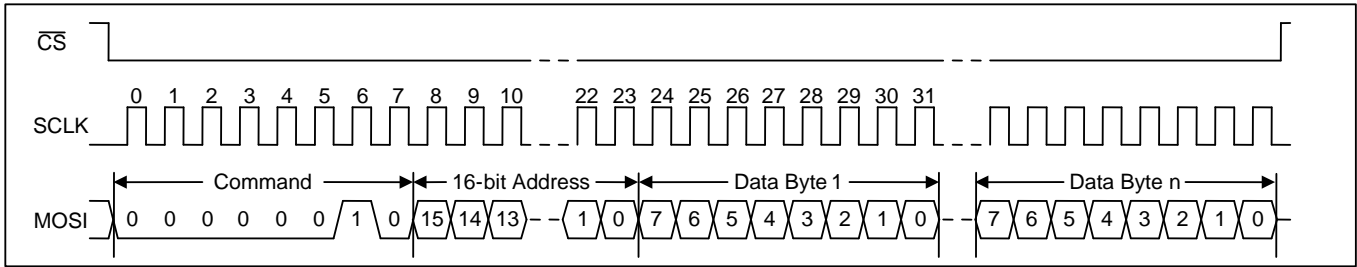 CS
0 1 2 3 4 5 6 7 8 9 10 22 23 24 25 26 27 28 29 30 31
SCLK
Command 16-bit Address Data Byte 1 Data Byte n
MOSI 0 0 0 0 0 0 1 0 15 14 13 1 0 7 6 5 4 3 2 1 0 7 6 5 4 3 2 1 0